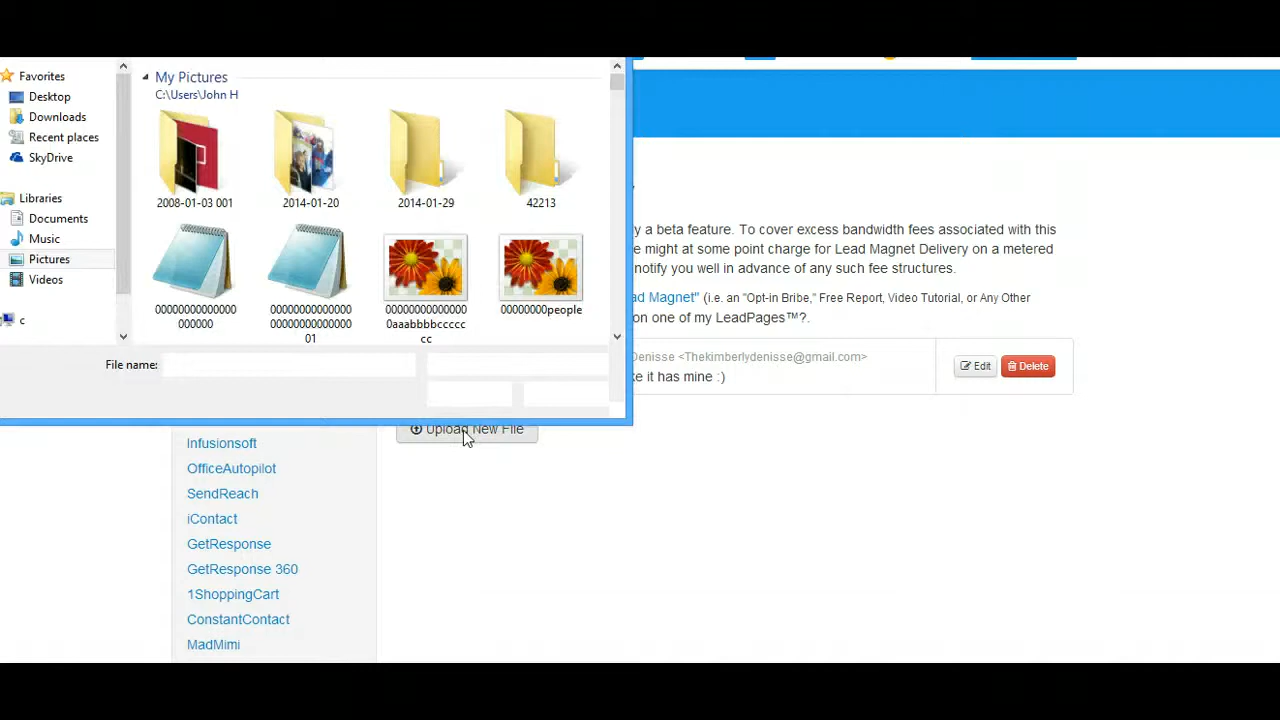 Favorites
Desktop
Downloads
Recent places
SkyDrive
Libraries
Documents
Music
Pictures
Videos
c
My Pictures
C:\Users\John H
2008-01-03 001
2014-01-20
2014-01-29
42213
00000000000000
000000
00000000000000
00000000000000
01
00000000000000
0aaabbbbccccc
cc
00000000people
File name:
y a beta feature. To cover excess bandwidth fees associated with this
e might at some point charge for Lead Magnet Delivery on a metered
notify you well in advance of any such fee structures.
ad Magnet" (i.e. an "Opt-in Bribe," Free Report, Video Tutorial, or Any Other
on one of my LeadPages™?.
Denisse <Thekimberlydenisse@gmail.com>
ke it has mine :)
Edit
Delete
Upload New File
Infusionsoft
OfficeAutopilot
SendReach
iContact
GetResponse
GetResponse 360
1ShoppingCart
ConstantContact
MadMimi